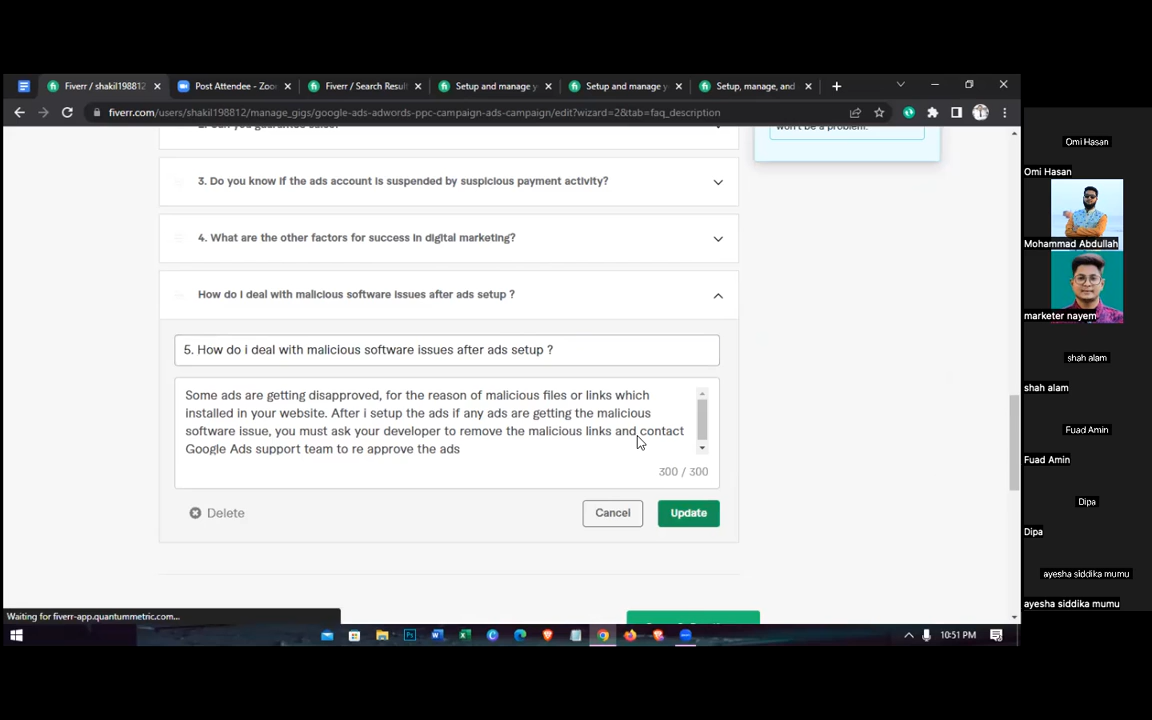 Fiverr / shakil198812
Post Attendee - Zoo
Fiverr / Search Resul
Setup and manage y
Setup and manage y
Setup, manage, and
fiverr.com/users/shakil198812/manage_gigs/google-ads-adwords-ppc-campaign-ads-campaign/edit?wizard=2&tab=faq_description
won't be a problem.
3. Do you know if the ads account is suspended by suspicious payment activity?
4. What are the other factors for success in digital marketing?
How do I deal with malicious software issues after ads setup ?
5. How do i deal with malicious software issues after ads setup ?
Some ads are getting disapproved, for the reason of malicious files or links which
installed in your website. After i setup the ads if any ads are getting the malicious
software issue, you must ask your developer to remove the malicious links and contact
Google Ads support team to re approve the ads
300 / 300
Delete
Cancel
Update
Waiting for fiverr-app.quantummetric.com...
10:51 PM
Omi Hasan
Omi Hasan
Mohammad Abdullah
marketer nayem
shah alam
shah alam
Fuad Amin
Fuad Amin
Dipa
Dipa
ayesha siddika mumu
ayesha siddika mumu